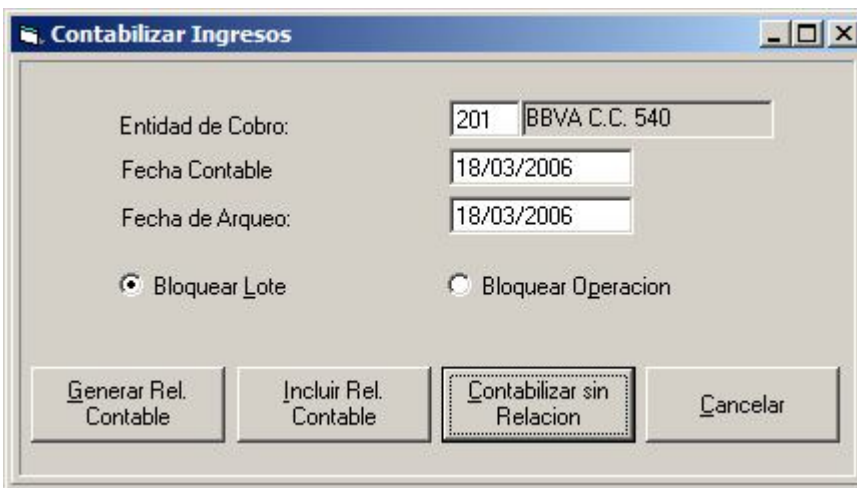 Contabilizar Ingresos
Entidad de Cobro: 201 BBVA C.C. 540
Fecha Contable 18/03/2006
Fecha de Arqueo: 18/03/2006
Bloquear Lote Bloquear Operacion
Generar Rel. Contable
Incluir Rel. Contable
Contabilizar sin Relacion
Cancelar